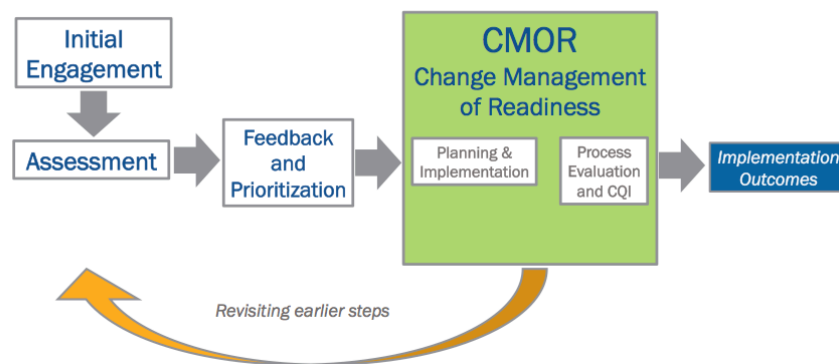 Initial
Engagement
Assessment
Feedback
and
Prioritization
CMOR
Change Management
of Readiness
Planning &
Implementation
Process
Evaluation
and CQI
Implementation
Outcomes
Revisiting earlier steps